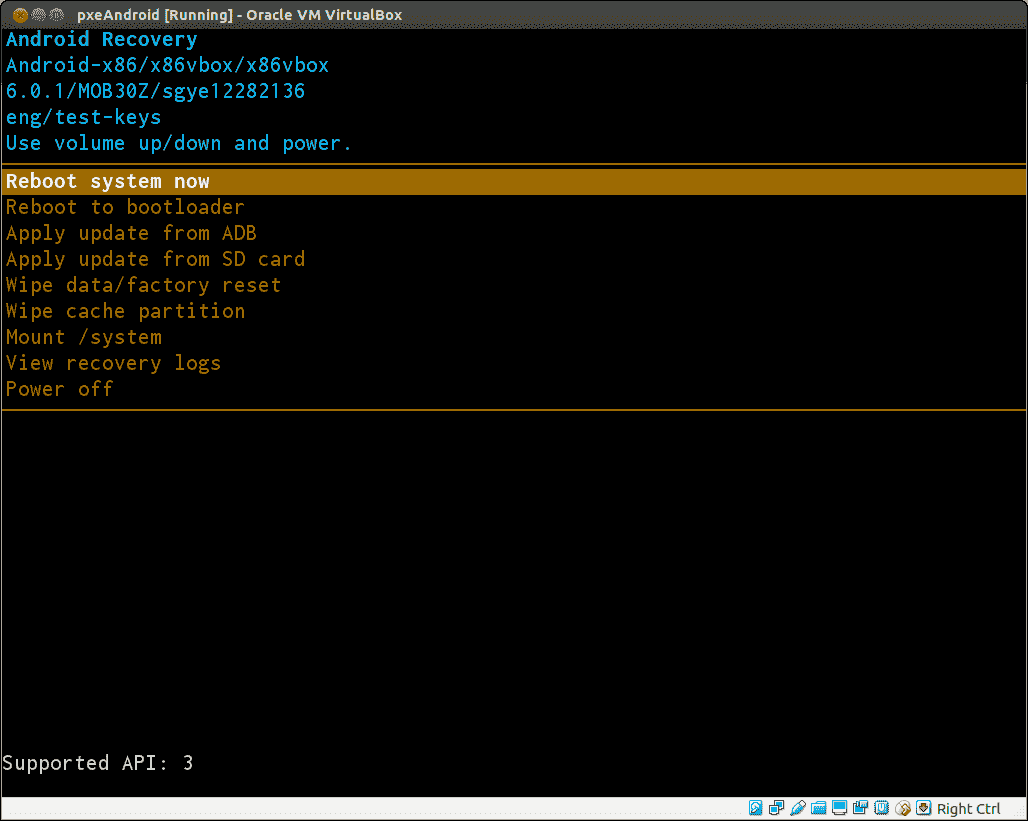 pxeAndroid [Running] - Oracle VM VirtualBox
Android Recovery
Android-x86/x86vbox/x86vbox
6.0.1/MOB30Z/sgye12282136
eng/test-keys
Use volume up/down and power.
Reboot system now
Reboot to bootloader
Apply update from ADB
Apply update from SD card
Wipe data/factory reset
Wipe cache partition
Mount /system
View recovery logs
Power off
Supported API: 3
Right Ctrl